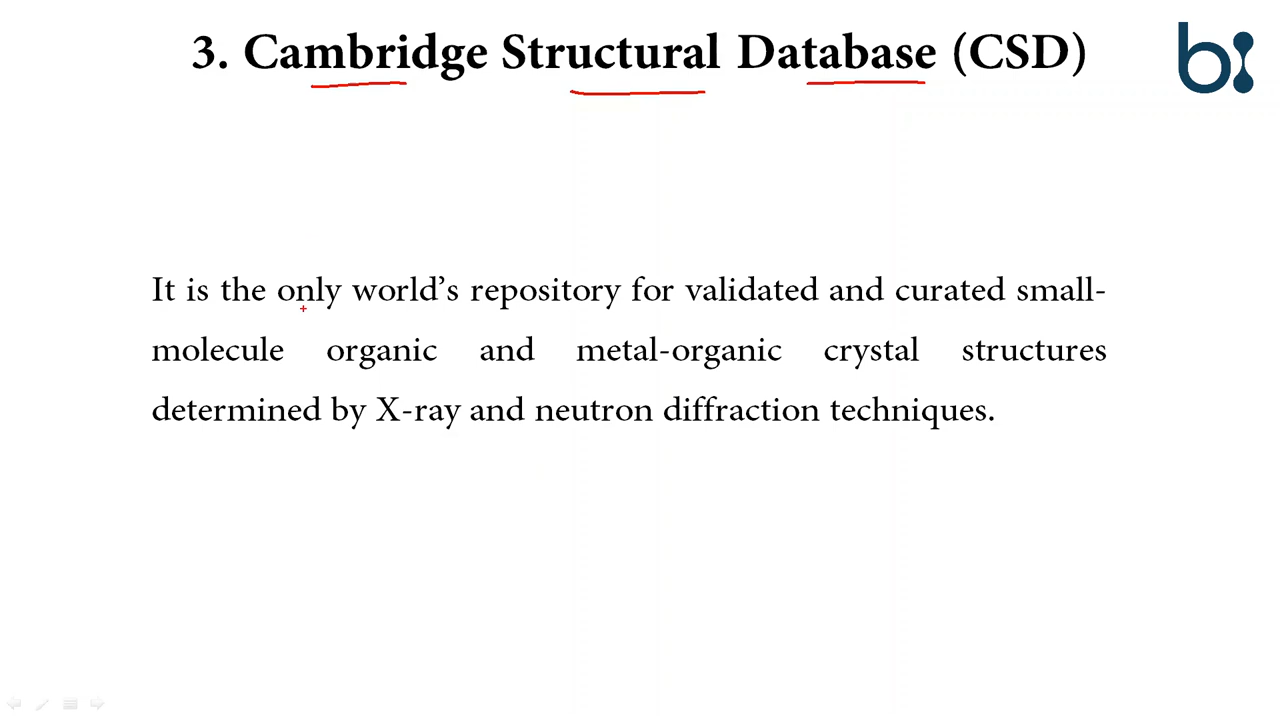 3. Cambridge Structural Database (CSD)
b
It is the only world’s repository for validated and curated small-
molecule organic and metal-organic crystal structures
determined by X-ray and neutron diffraction techniques.